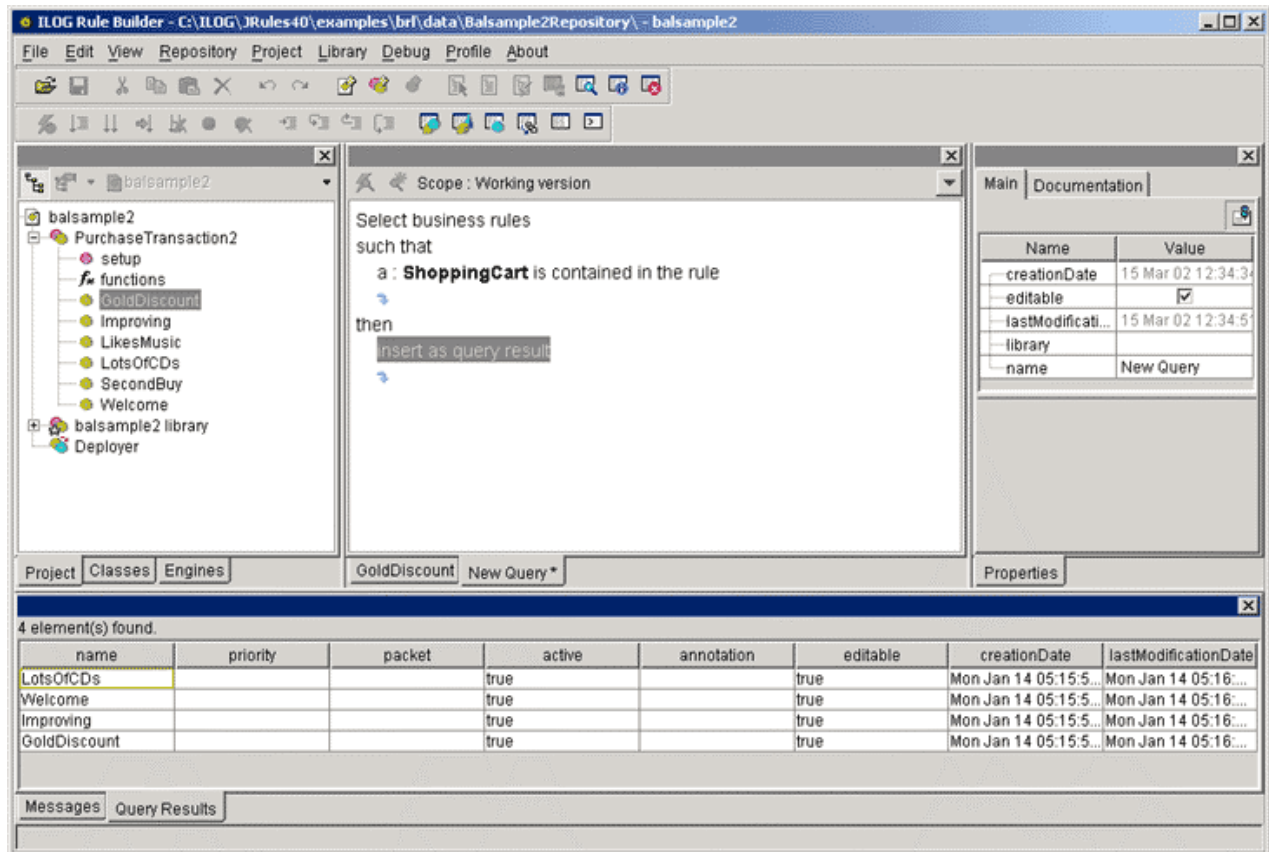 ILOG Rule Builder - C:\ILOG\JRules40\examples\brl\data\Balsample2Repository\ - balsample2
File Edit View Repository Project Library Debug Profile About
balsample2
Scope : Working version
Main Documentation
balsample2
PurchaseTransaction2
setup
functions
GoldDiscount
Improving
LikesMusic
LotsOfCDs
SecondBuy
Welcome
balsample2 library
Deployer
Project Classes Engines
Select business rules
such that
a : ShoppingCart is contained in the rule
then
insert as query result
GoldDiscount New Query *
Name Value
creationDate 15 Mar 02 12:34:34
editable
lastModificati... 15 Mar 02 12:34:51
library
name New Query
Properties
4 element(s) found.
name priority packet active annotation editable creationDate lastModificationDate
LotsOfCDs true true Mon Jan 14 05:15:5... Mon Jan 14 05:16:...
Welcome true true Mon Jan 14 05:15:5... Mon Jan 14 05:16:...
Improving true true Mon Jan 14 05:15:5... Mon Jan 14 05:16:...
GoldDiscount true true Mon Jan 14 05:15:5... Mon Jan 14 05:16:...
Messages Query Results